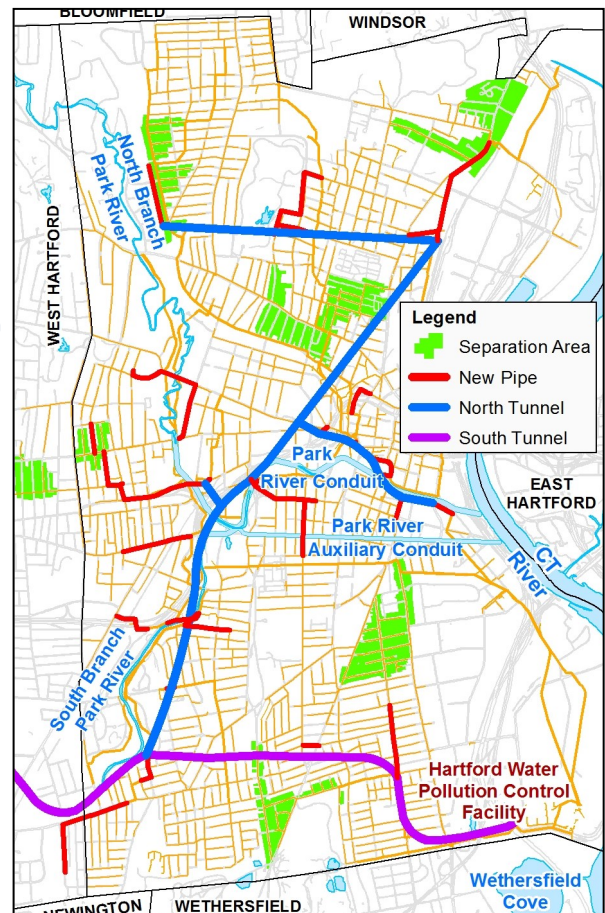 BLOOMFIELD
WINDSOR
North Branch
Park River
WEST HARTFORD
Legend
Separation Area
New Pipe
North Tunnel
South Tunnel
Park
River Conduit
EAST
HARTFORD
Park River
Auxiliary Conduit
CT
River
South Branch
Park River
Hartford Water
Pollution Control
Facility
Wethersfield
Cove
NEWINGTON
WETHERSFIELD